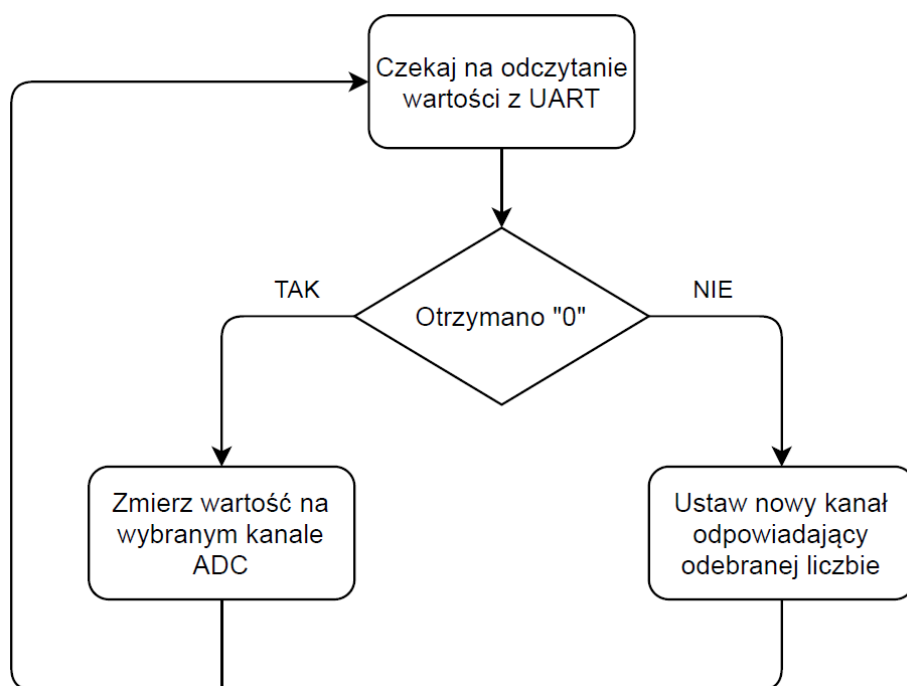 Czekaj na odczytanie
wartości z UART
TAK
NIE
Otrzymano "0"
Zmierz wartość na
wybranym kanale
ADC
Ustaw nowy kanał
odpowiadający
odebranej liczbie